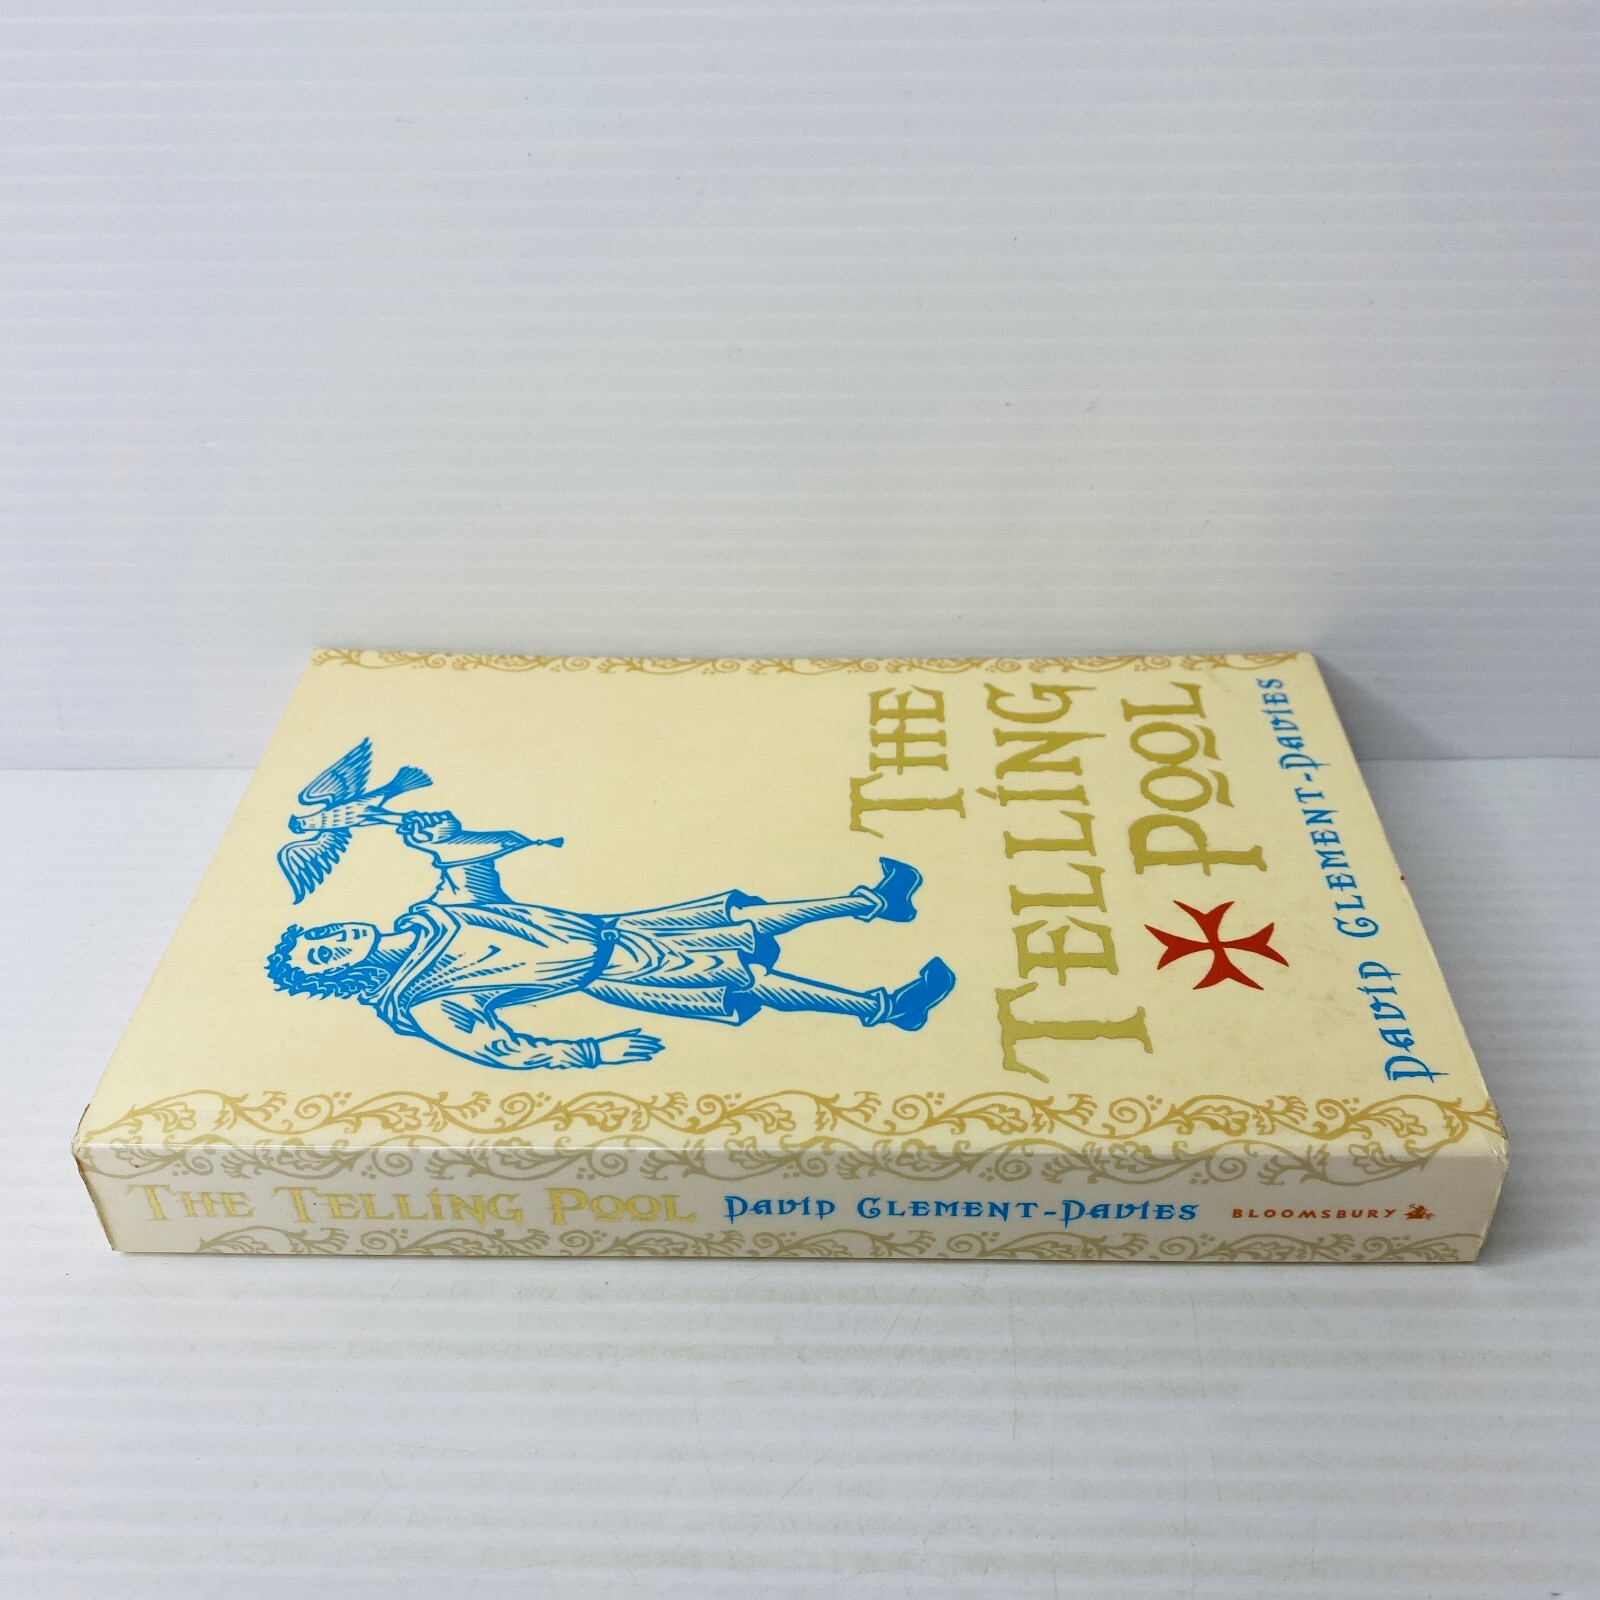 THE
TELLING
POOL
DAVID CLEMENT-DAVIES
THE TELLING POOL DAVID CLEMENT-DAVIES BLOOMSBURY